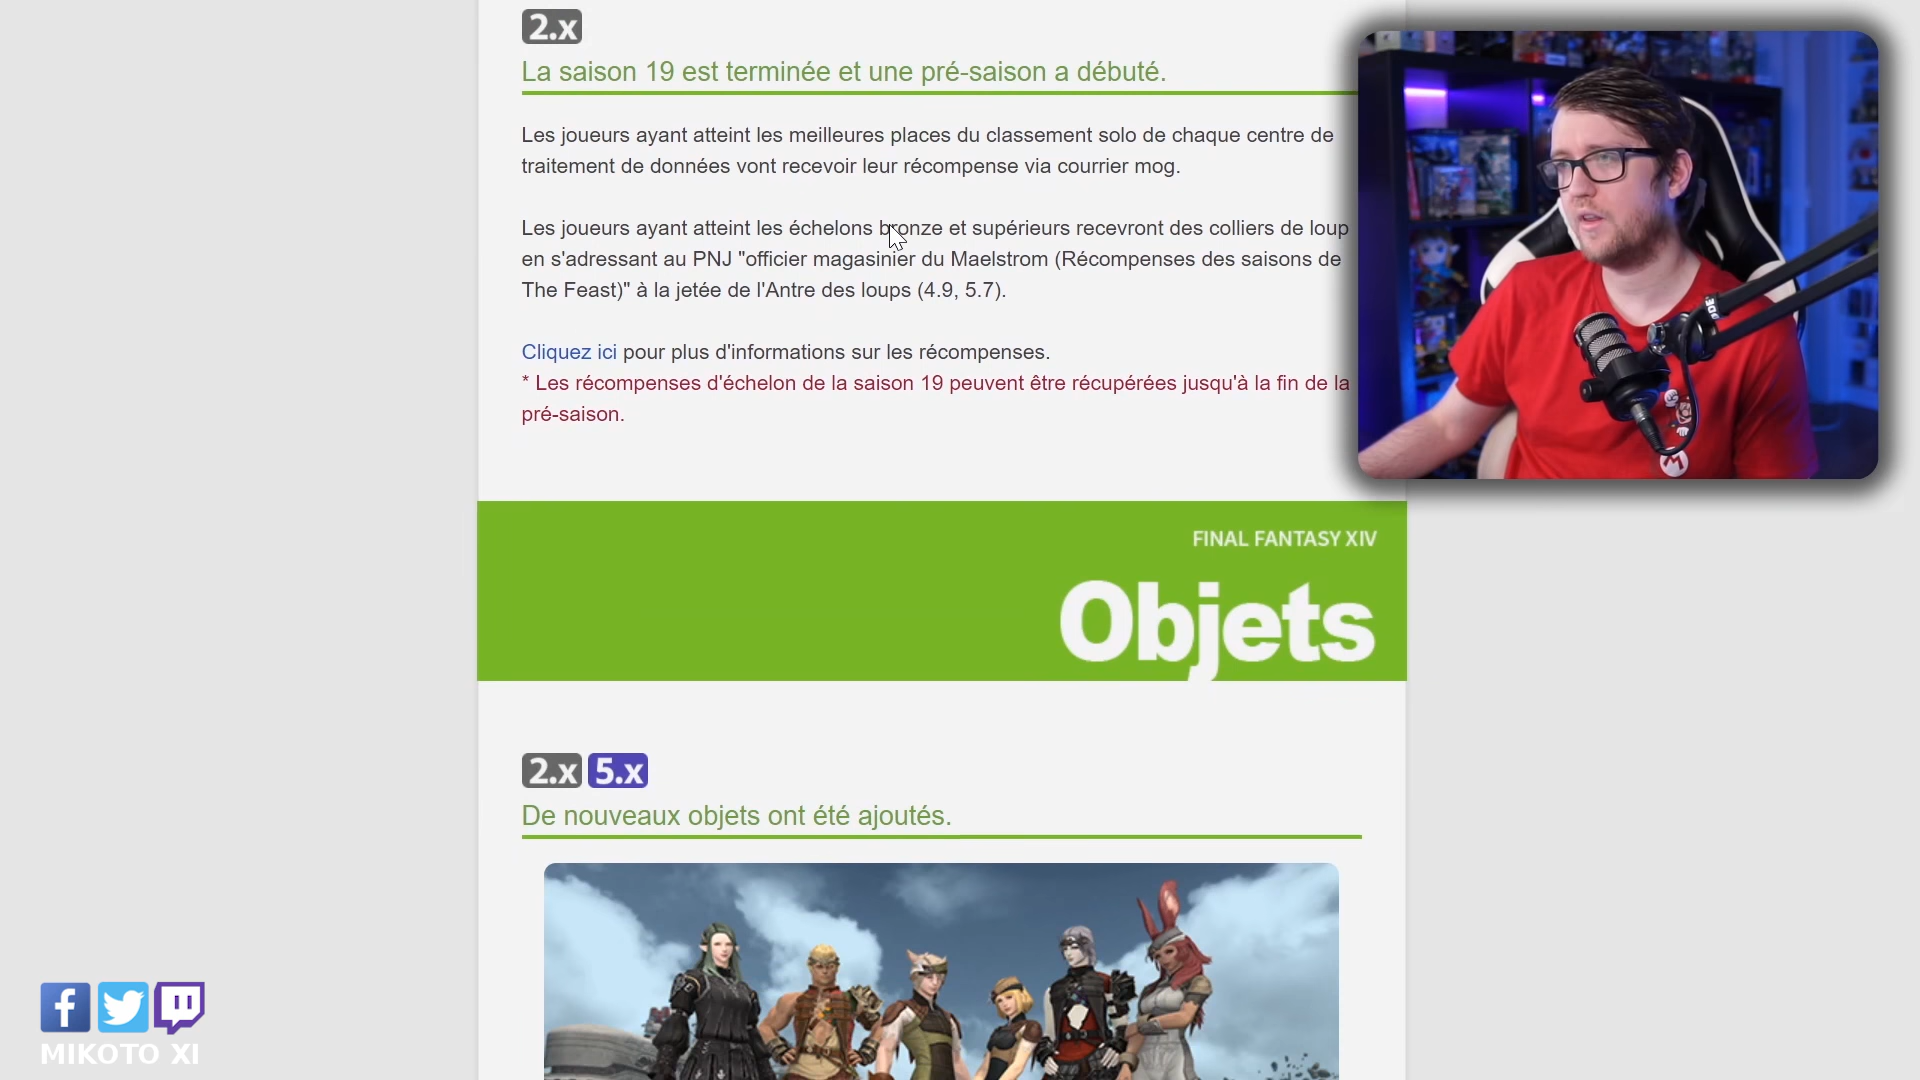 2.x
La saison 19 est terminée et une pré-saison a débuté.
Les joueurs ayant atteint les meilleures places du classement solo de chaque centre de
traitement de données vont recevoir leur récompense via courrier mog.
Les joueurs ayant atteint les échelons bronze et supérieurs recevront des colliers de loup
en s'adressant au PNJ "officier magasinier du Maelstrom (Récompenses des saisons de
The Feast)" à la jetée de l'Antre des loups (4.9, 5.7).
Cliquez ici pour plus d'informations sur les récompenses.
* Les récompenses d'échelon de la saison 19 peuvent être récupérées jusqu'à la fin de la
pré-saison.
FINAL FANTASY XIV
Objets
2.x 5.x
De nouveaux objets ont été ajoutés.
MIKOTO XI